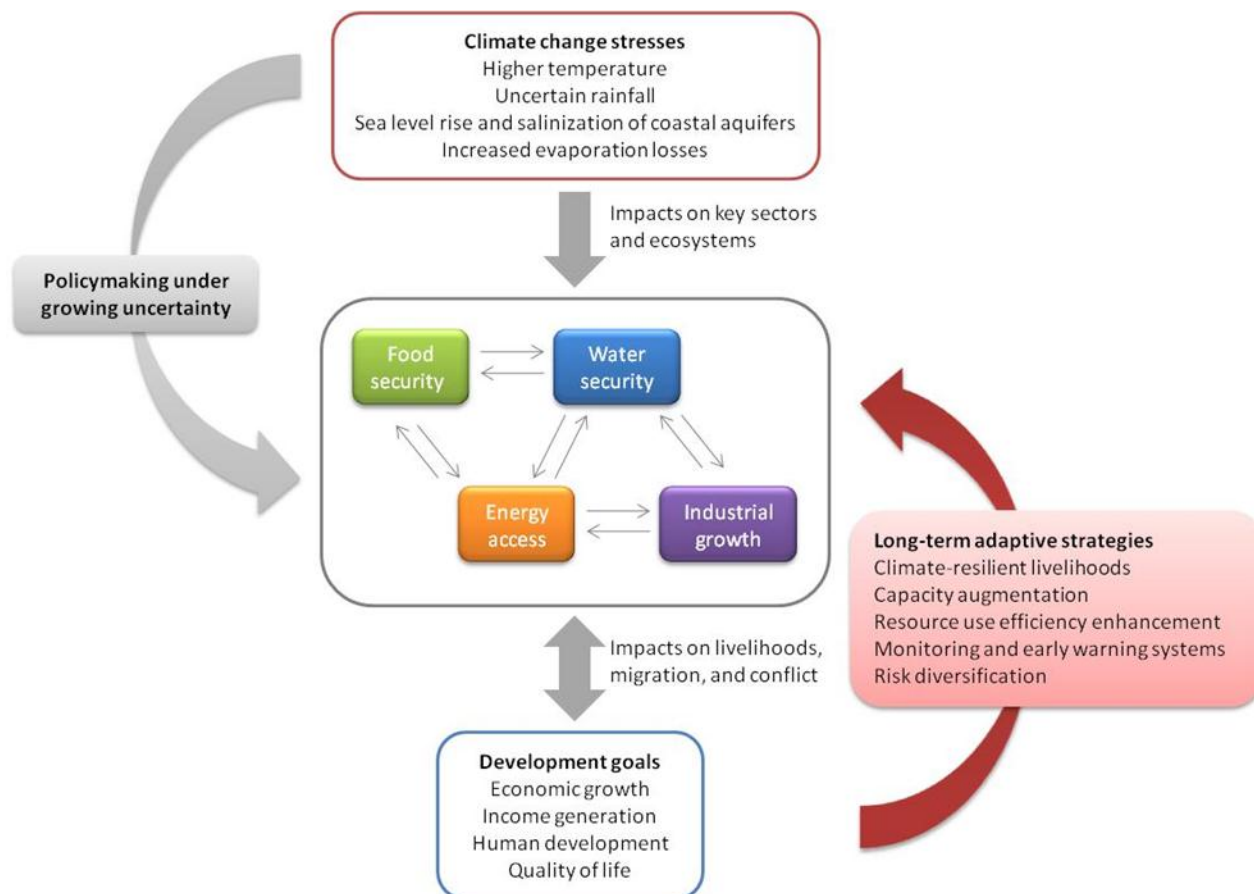 Climate change stresses
Higher temperature
Uncertain rainfall
Sea level rise and salinization of coastal aquifers
Increased evaporation losses
Impacts on key sectors
and ecosystems
Policymaking under
growing uncertainty
Food
security
Water
security
Energy
access
Industrial
growth
Long-term adaptive strategies
Climate-resilient livelihoods
Capacity augmentation
Resource use efficiency enhancement
Monitoring and early warning systems
Risk diversification
Impacts on livelihoods,
migration, and conflict
Development goals
Economic growth
Income generation
Human development
Quality of life